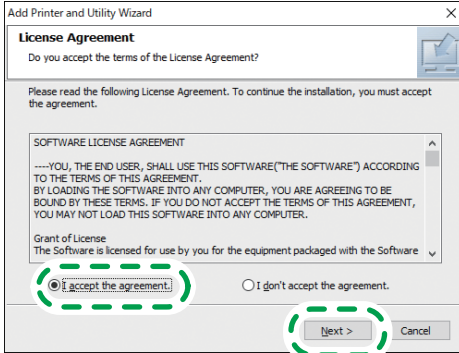 Add Printer and Utility Wizard
License Agreement
Do you accept the terms of the License Agreement?
Please read the following License Agreement. To continue the installation, you must accept
the agreement.
SOFTWARE LICENSE AGREEMENT
----YOU, THE END USER, SHALL USE THIS SOFTWARE("THE SOFTWARE") ACCORDING
TO THE TERMS OF THIS AGREEMENT.
BY LOADING THE SOFTWARE INTO ANY COMPUTER, YOU ARE AGREEING TO BE
BOUND BY THESE TERMS. IF YOU DO NOT ACCEPT THE TERMS OF THIS AGREEMENT,
YOU MAY NOT LOAD THIS SOFTWARE INTO ANY COMPUTER.
Grant of License
The Software is licensed for use by you for the equipment packaged with the Software
I accept the agreement. I don't accept the agreement.
Next > Cancel